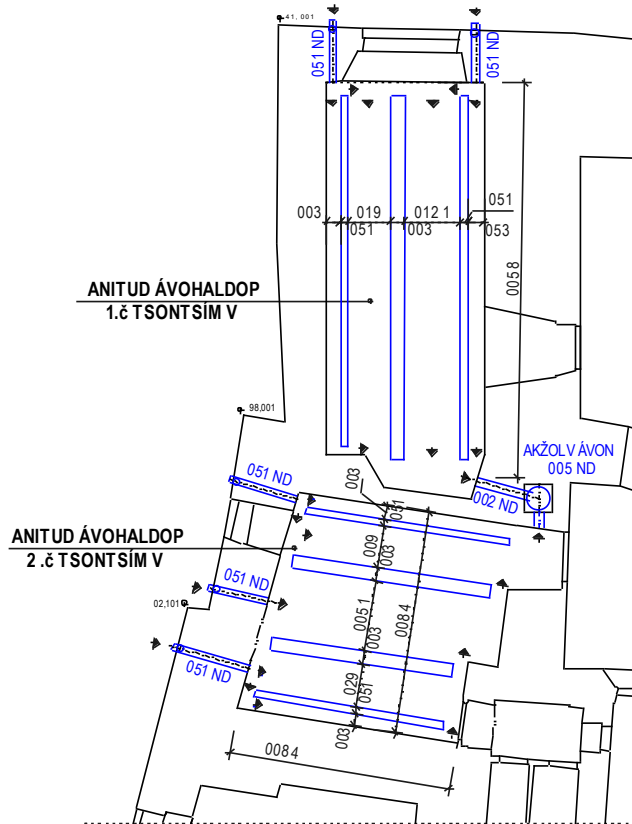 41, 001
051 ND
051 ND
003
019
012 1
051
051
003
053
0058
ANITUD ÁVOHALDOP
1.č TSONTSÍM V
98,001
AKŽOLV ÁVON
005 ND
051 ND
003
051
002 ND
ANITUD ÁVOHALDOP
2 .č TSONTSÍM V
009
003
051 ND
0051
003
0084
02,101
051 ND
029
051
003
0084